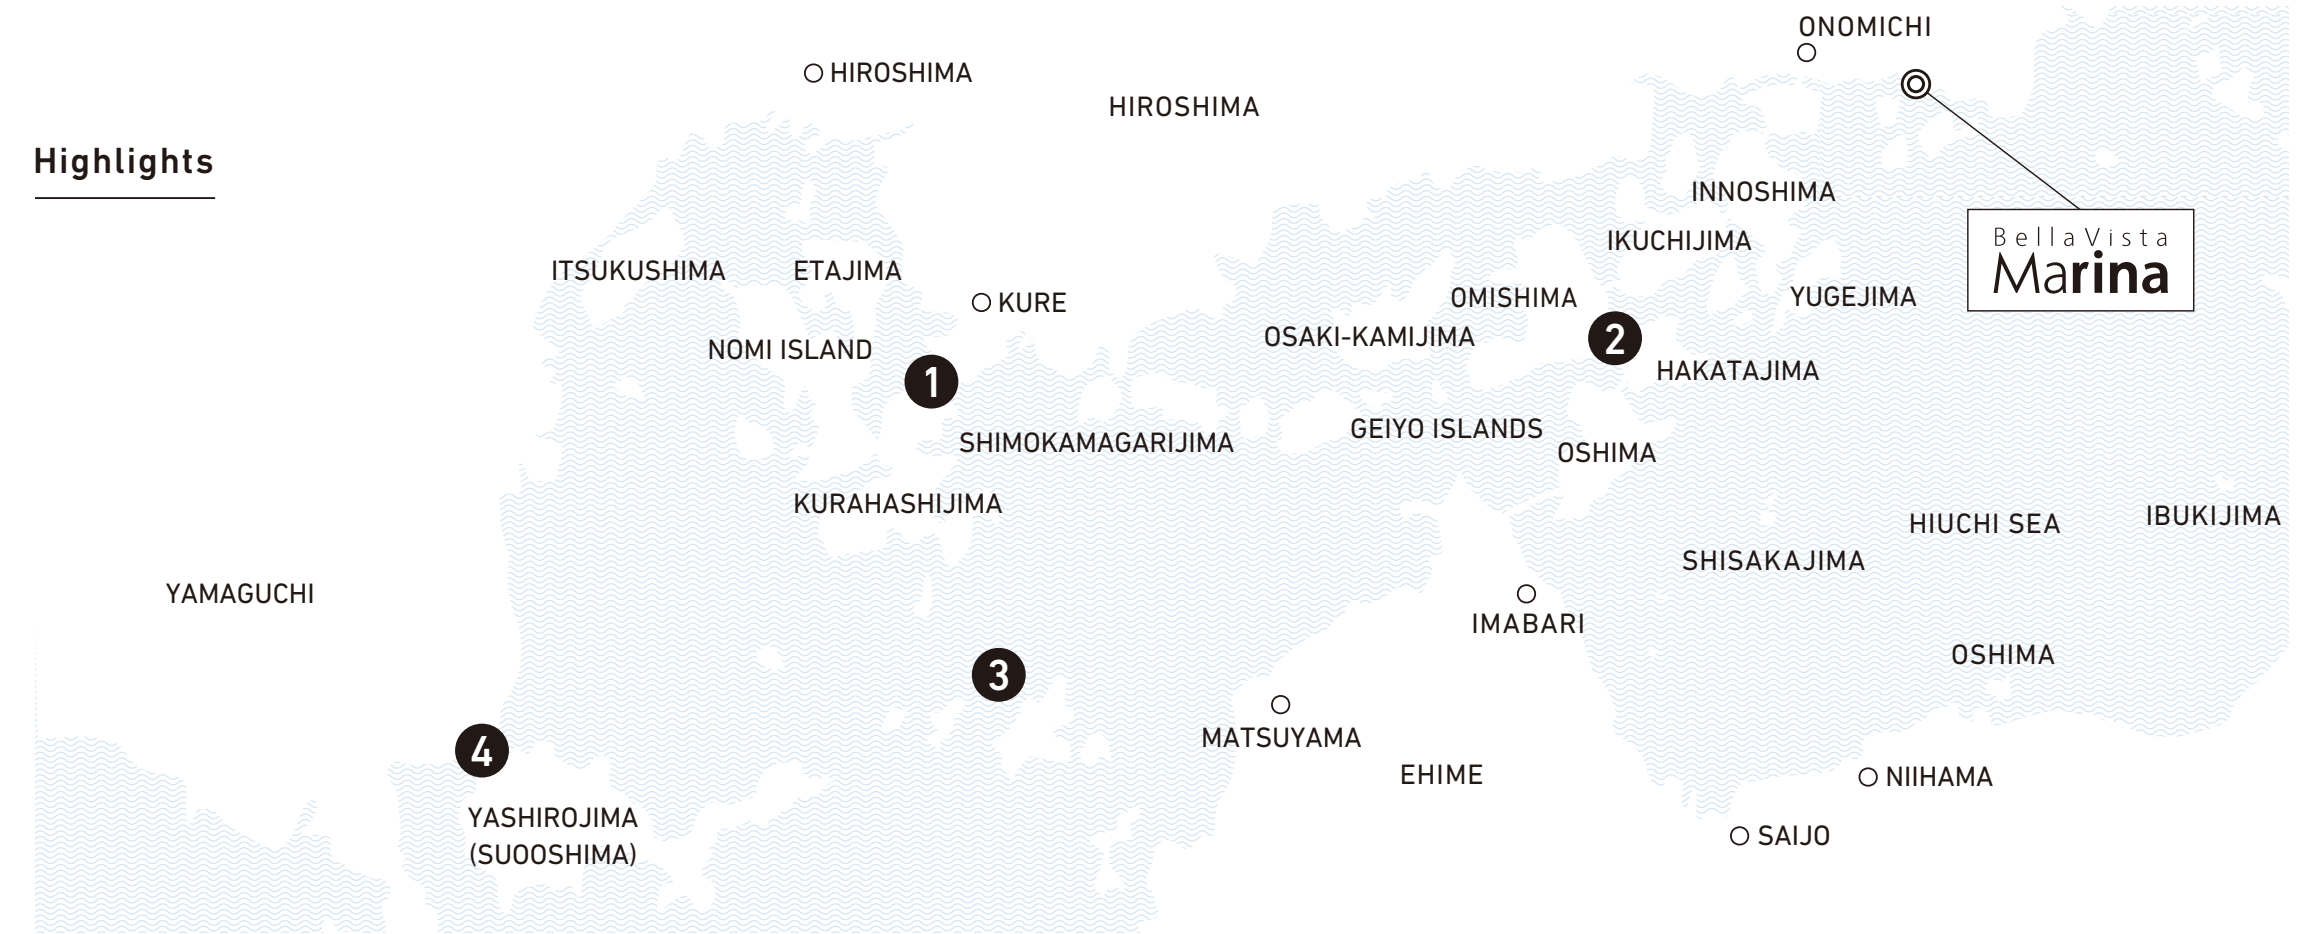 ONOMICHI
HIROSHIMA
HIROSHIMA
Highlights
INNOSHIMA
BellaVista
Marina
IKUCHIJIMA
ITSUKUSHIMA
ETAJIMA
KURE
OMISHIMA
YUGEJIMA
OSAKI-KAMIJIMA
2
NOMI ISLAND
1
HAKATAJIMA
SHIMOKAMAGARIJIMA
GEIYO ISLANDS
OSHIMA
KURAHASHIJIMA
HIUCHI SEA
IBUKIJIMA
SHISAKAJIMA
YAMAGUCHI
IMABARI
OSHIMA
3
MATSUYAMA
4
EHIME
NIIHAMA
YASHIROJIMA
(SUOOSHIMA)
SAIJO